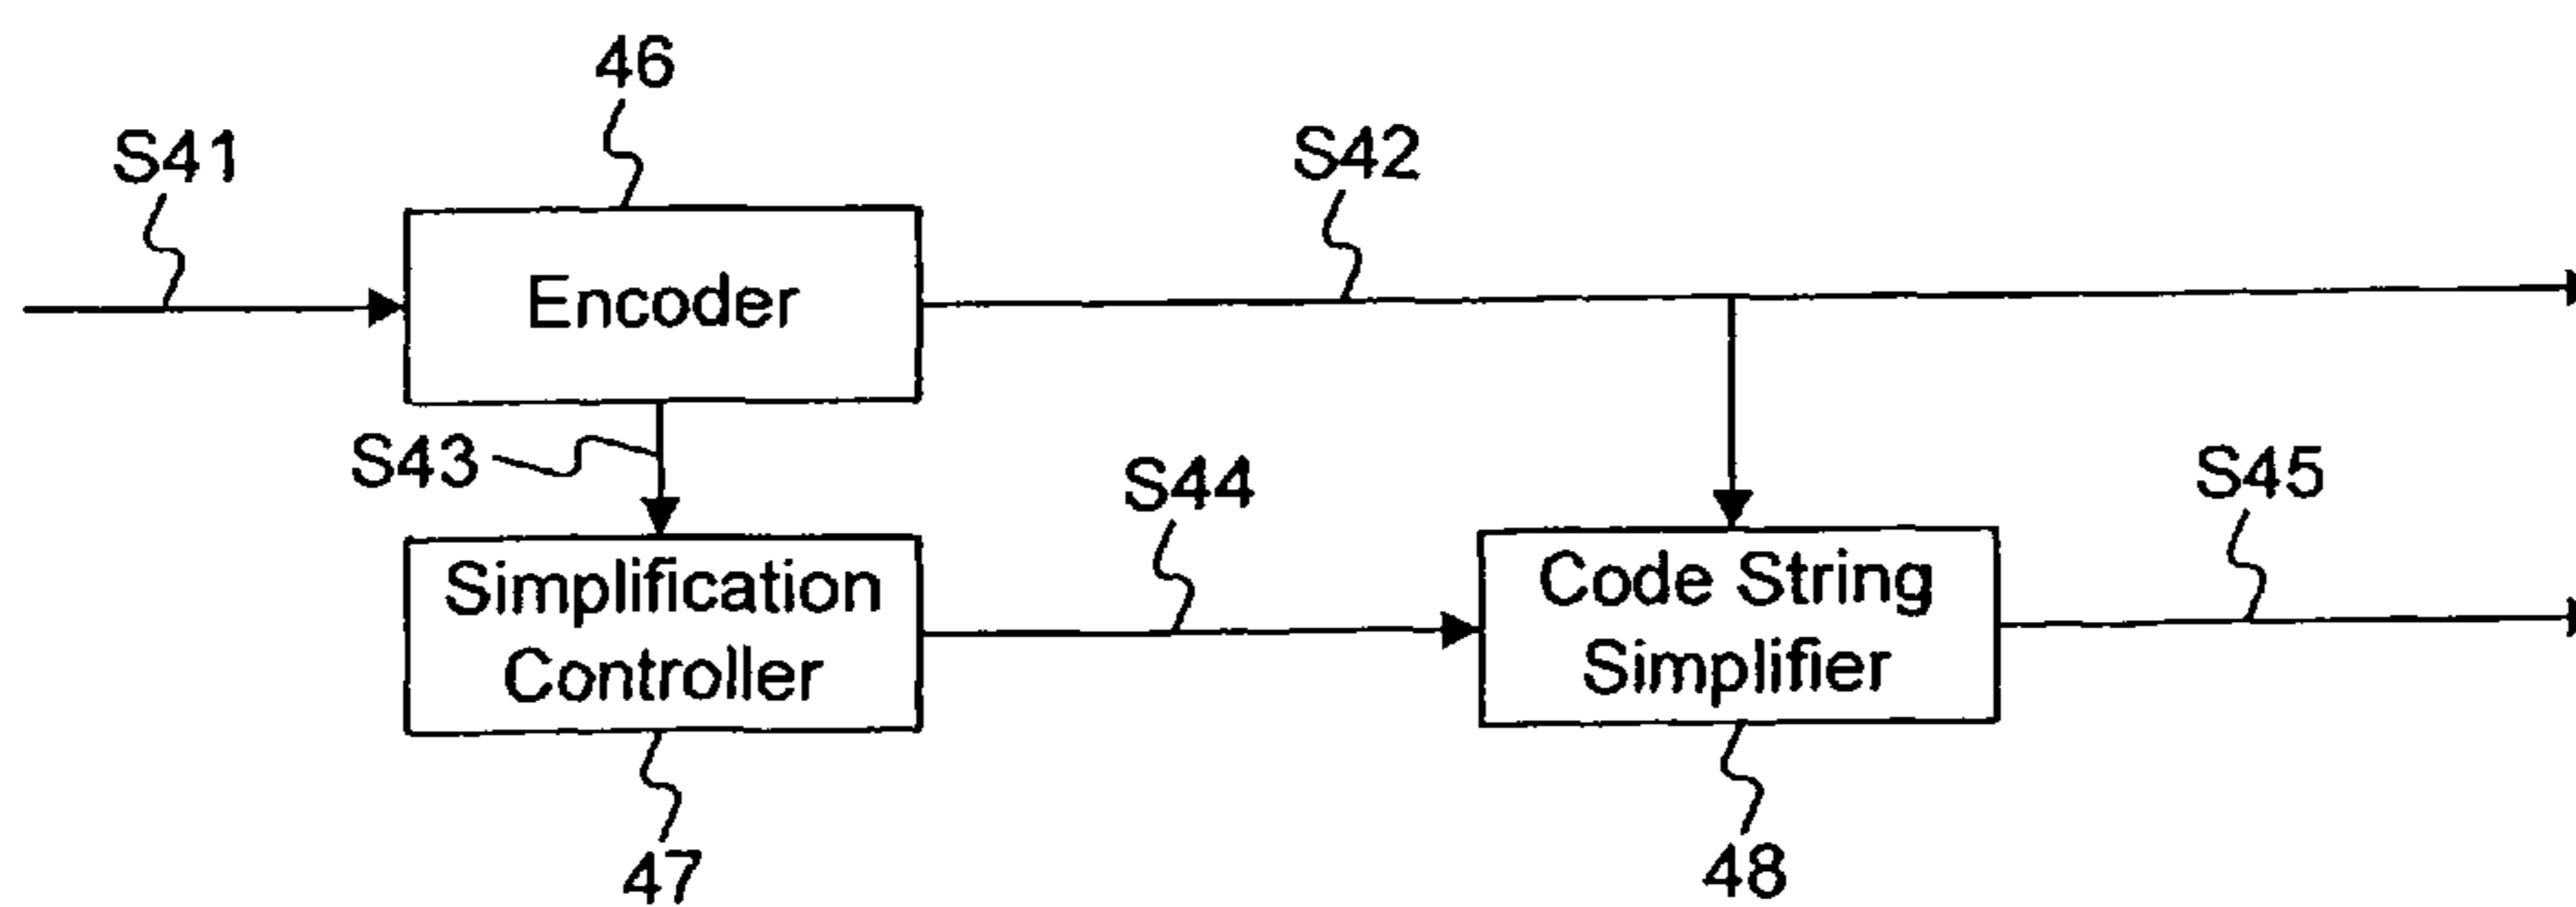 46
S41
S42
Encoder
S43
S44
S45
Simplification
Controller
Code String
Simplifier
47
48